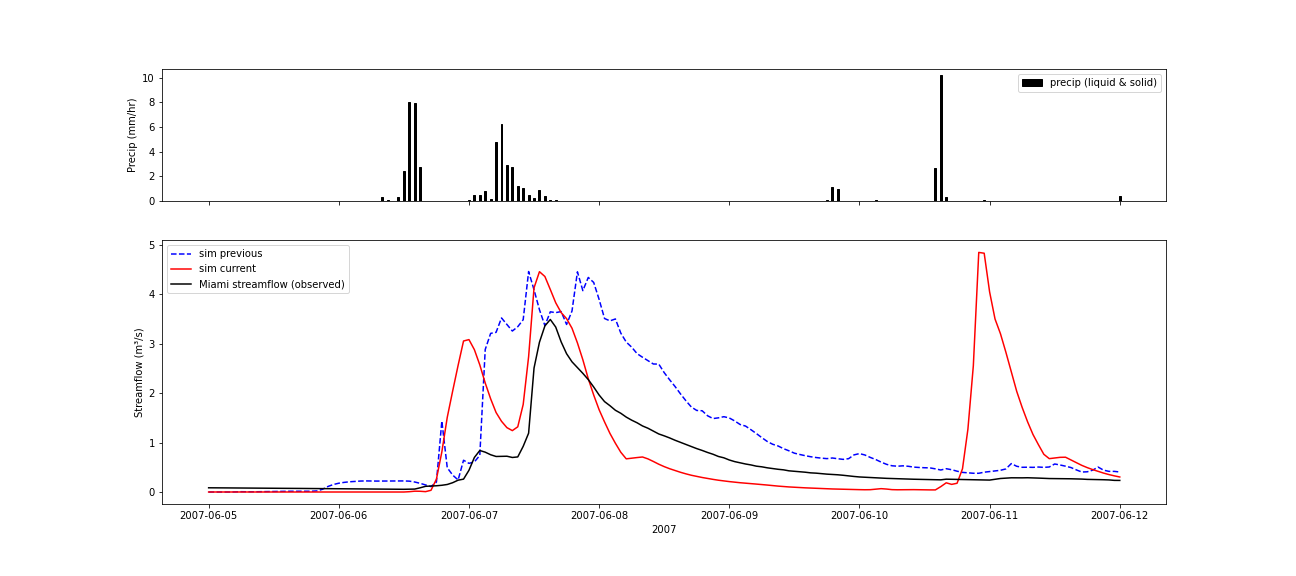 10
8
6
4
2
0
Precip (mm/hr)
precip (liquid & solid)
5
4
3
2
1
0
Streamflow (m³/s)
sim previous
sim current
Miami streamflow (observed)
2007-06-05 2007-06-06 2007-06-07 2007-06-08 2007-06-09 2007-06-10 2007-06-11 2007-06-12
2007